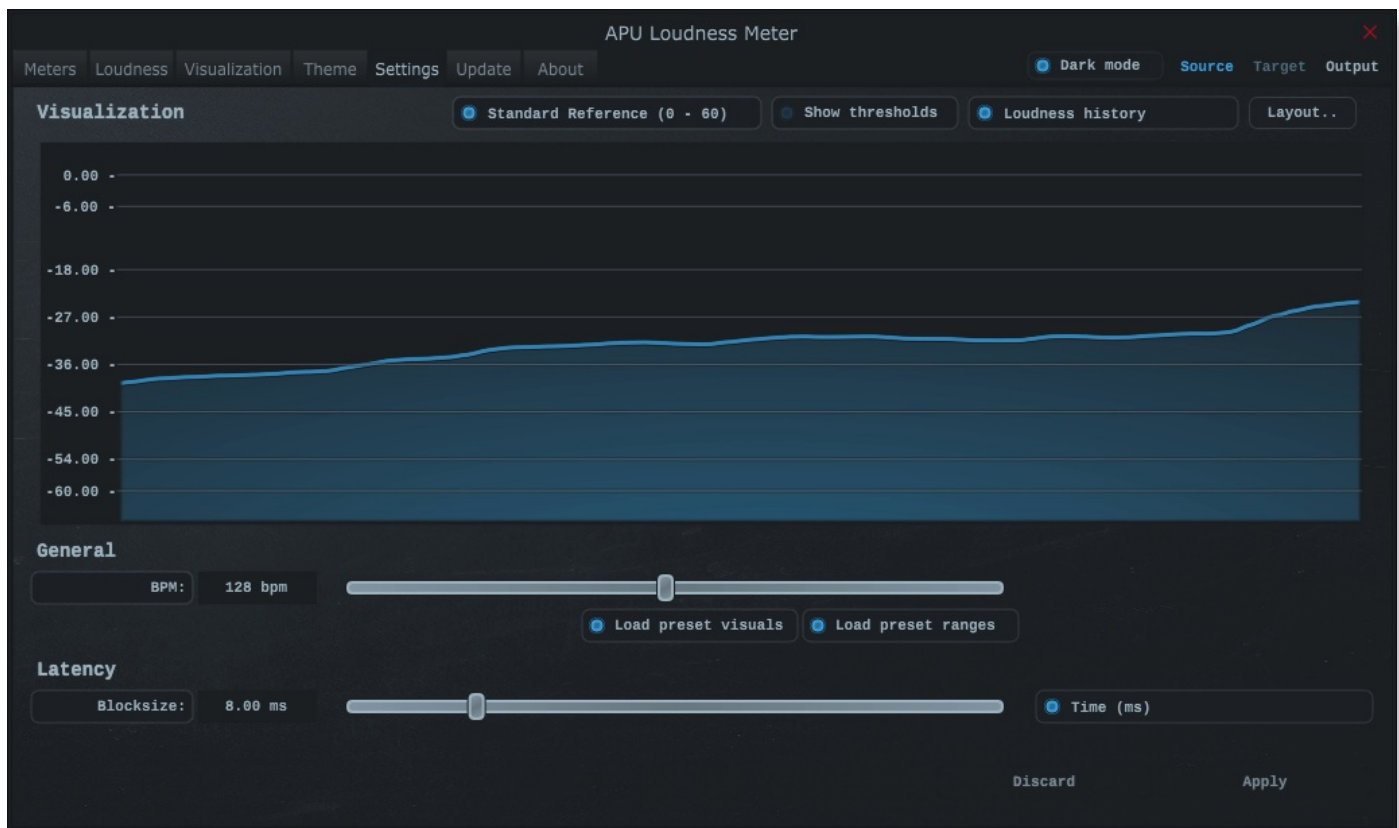 APU Loudness Meter
Meters Loudness Visualization Theme Settings Update About Dark mode Source Target Output
Visualization Standard Reference (0 - 60) Show thresholds Loudness history Layout..
0.00 -
-6.00 -
-18.00 -
-27.00 -
-36.00 -
-45.00 -
-54.00 -
-60.00 -
General
BPM: 128 bpm
Load preset visuals Load preset ranges
Latency
Blocksize: 8.00 ms Time (ms)
Discard Apply